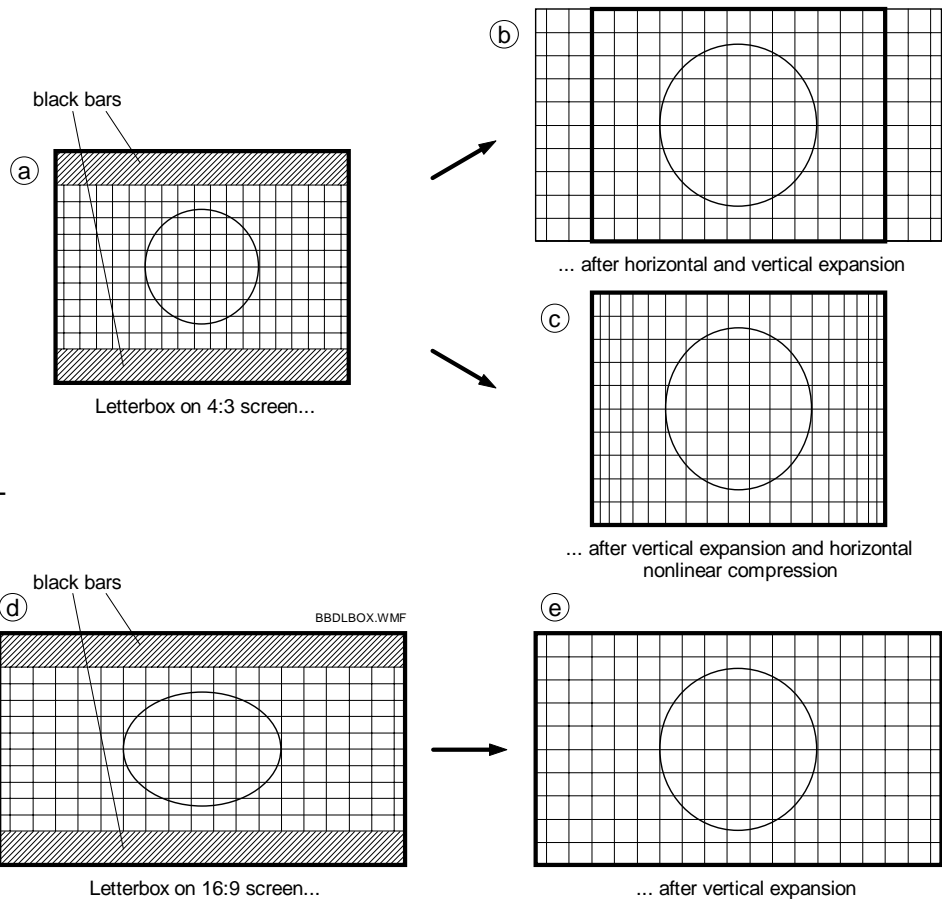 b
black bars
a
... after horizontal and vertical expansion
c
Letterbox on 4:3 screen...
... after vertical expansion and horizontal
nonlinear compression
black bars
d
BBDLBOX.WMF
e
Letterbox on 16:9 screen...
... after vertical expansion